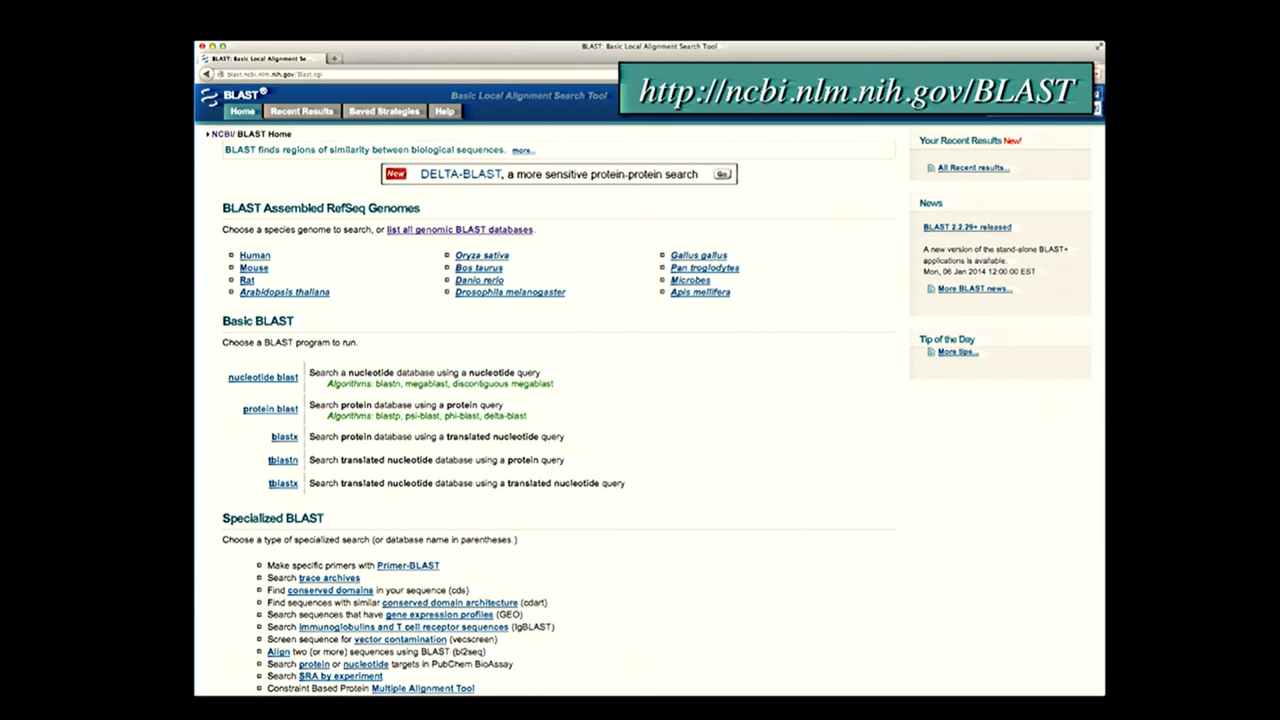 BLAST: Basic Local Alignment Search Tool
BLAST: Basic Local Alignment Se...
blast.ncbi.nlm.nih.gov/Blast.cgi
http://ncbi.nlm.nih.gov/BLAST
BLAST® Basic Local Alignment Search Tool
Home Recent Results Saved Strategies Help
NCBI/ BLAST Home
BLAST finds regions of similarity between biological sequences. more...
New DELTA-BLAST, a more sensitive protein-protein search Go
BLAST Assembled RefSeq Genomes
Choose a species genome to search, or list all genomic BLAST databases.
Human Oryza sativa Gallus gallus
Mouse Bos taurus Pan troglodytes
Rat Danio rerio Microbes
Arabidopsis thaliana Drosophila melanogaster Apis mellifera
Basic BLAST
Choose a BLAST program to run.
nucleotide blast Search a nucleotide database using a nucleotide query
Algorithms: blastn, megablast, discontiguous megablast
protein blast Search protein database using a protein query
Algorithms: blastp, psi-blast, phi-blast, delta-blast
blastx Search protein database using a translated nucleotide query
tblastn Search translated nucleotide database using a protein query
tblastx Search translated nucleotide database using a translated nucleotide query
Specialized BLAST
Choose a type of specialized search (or database name in parentheses.)
Make specific primers with Primer-BLAST
Search trace archives
Find conserved domains in your sequence (cds)
Find sequences with similar conserved domain architecture (cdart)
Search sequences that have gene expression profiles (GEO)
Search immunoglobulins and T cell receptor sequences (IgBLAST)
Screen sequence for vector contamination (vecscreen)
Align two (or more) sequences using BLAST (bl2seq)
Search protein or nucleotide targets in PubChem BioAssay
Search SRA by experiment
Constraint Based Protein Multiple Alignment Tool
Your Recent Results New!
All Recent results...
News
BLAST 2.2.29+ released
A new version of the stand-alone BLAST+
applications is available.
Mon, 06 Jan 2014 12:00:00 EST
More BLAST news...
Tip of the Day
More tips...